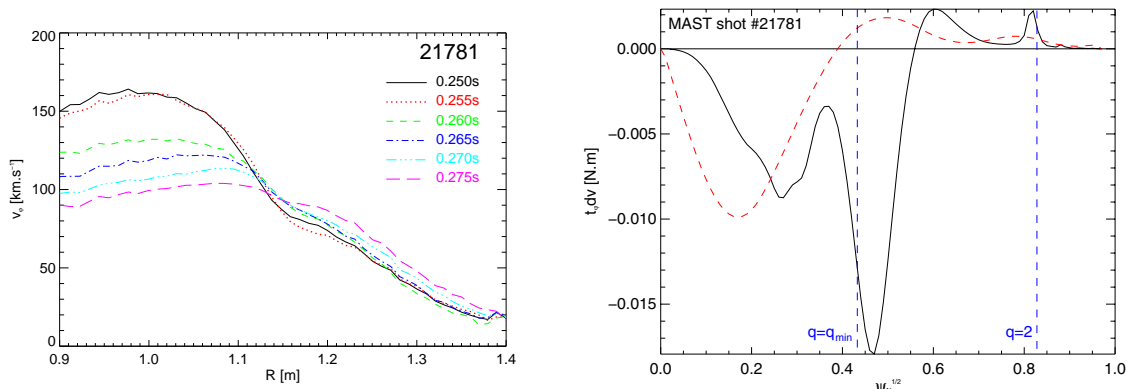 200
150
100
50
0
0.9 1.0 1.1 1.2 1.3 1.4
R [m]
vφ [km.s⁻¹]
21781
0.250s
0.255s
0.260s
0.265s
0.270s
0.275s
MAST shot #21781
0.000
−0.005
−0.010
−0.015
0.0 0.2 0.4 0.6 0.8 1.0
tφdv [N.m]
q=qmin
q=2